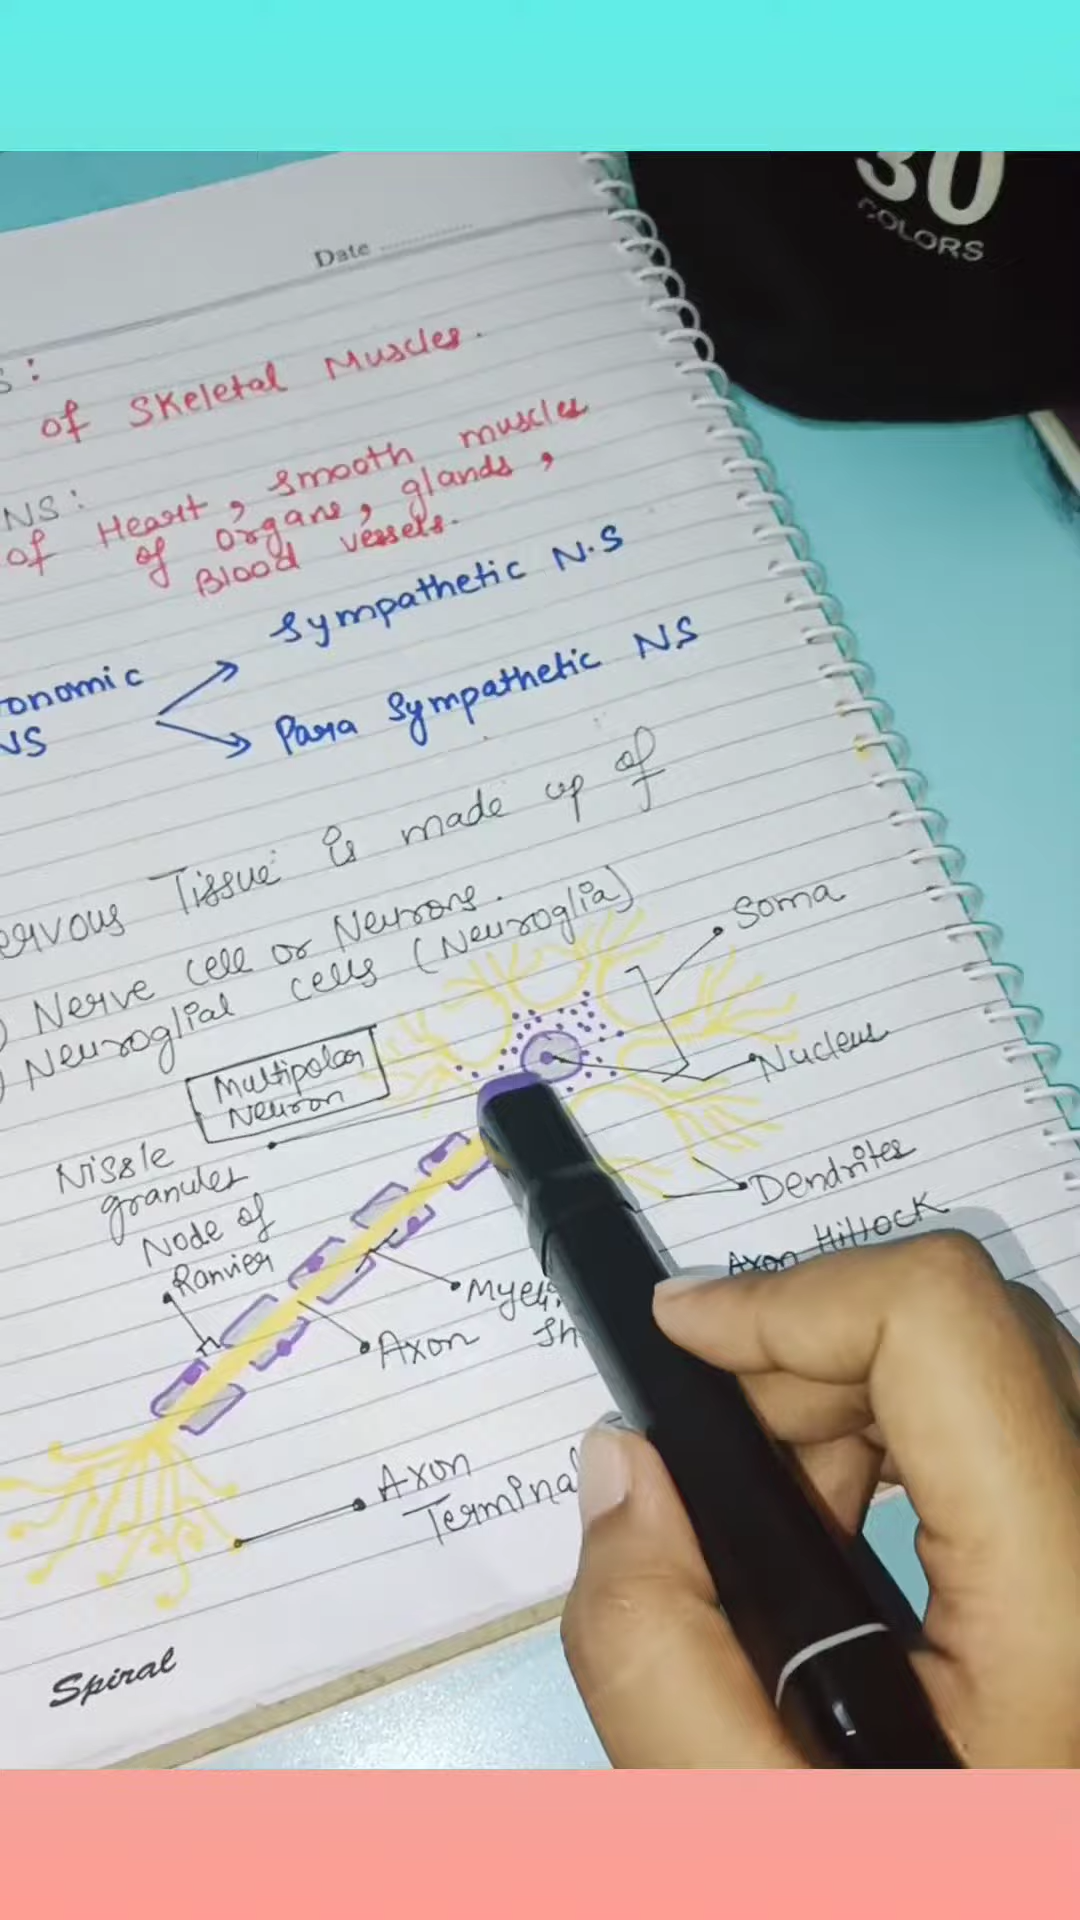 30
COLORS
Date
S:
of Skeletal Muscles.
NS:
of Heart, smooth muscles
of organs, glands,
Blood vessels.
onomic
NS
Sympathetic N.S
Para Sympathetic NS
ervous Tissue is made up of
) Nerve cell or Neurons.
) Neuroglial cells (Neuroglia)
Soma
Multipolar
Neuron
Nucleus
Nissle
granules
Dendrites
Node of
Ranvier
Axon Hillock
Axon
Axon
Terminal
Spiral